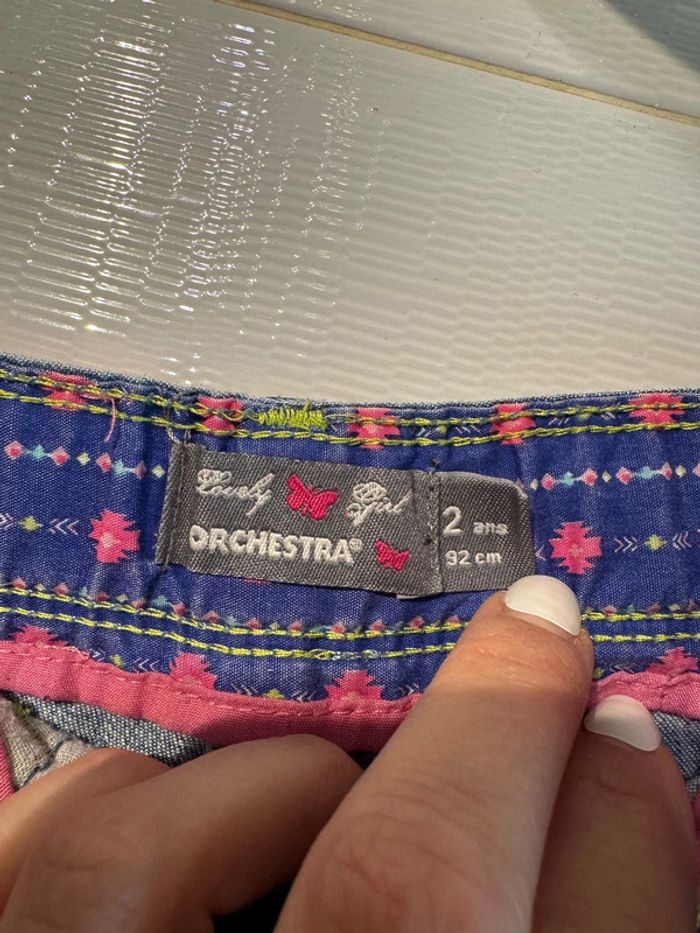 Lovely Girl
ORCHESTRA®
2 ans
92 cm